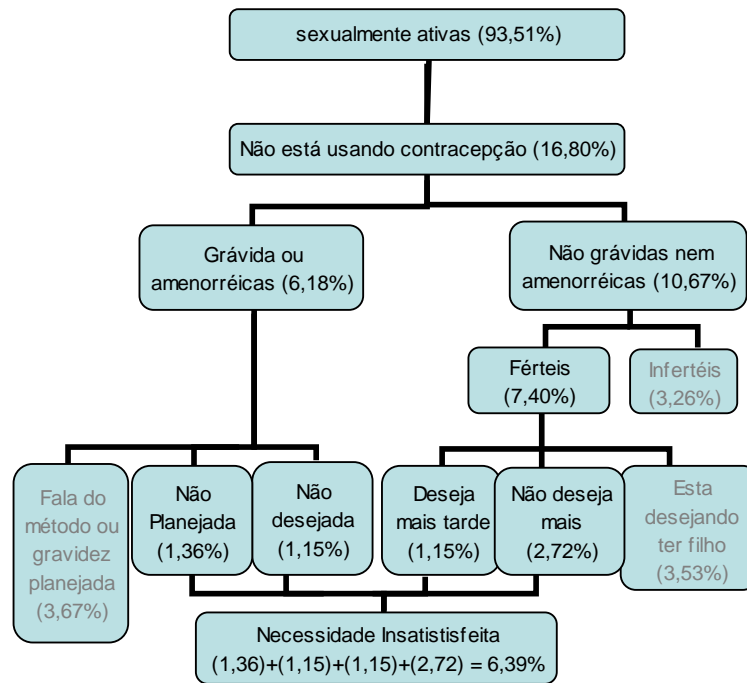 sexualmente ativas (93,51%)
Não está usando contracepção (16,80%)
Grávida ou
amenorréicas (6,18%)
Não grávidas nem
amenorréicas (10,67%)
Férteis
(7,40%)
Infertéis
(3,26%)
Fala do
método ou
gravidez
planejada
(3,67%)
Não
Planejada
(1,36%)
Não
desejada
(1,15%)
Deseja
mais tarde
(1,15%)
Não deseja
mais
(2,72%)
Esta
desejando
ter filho
(3,53%)
Necessidade Insatistisfeita
(1,36)+(1,15)+(1,15)+(2,72) = 6,39%